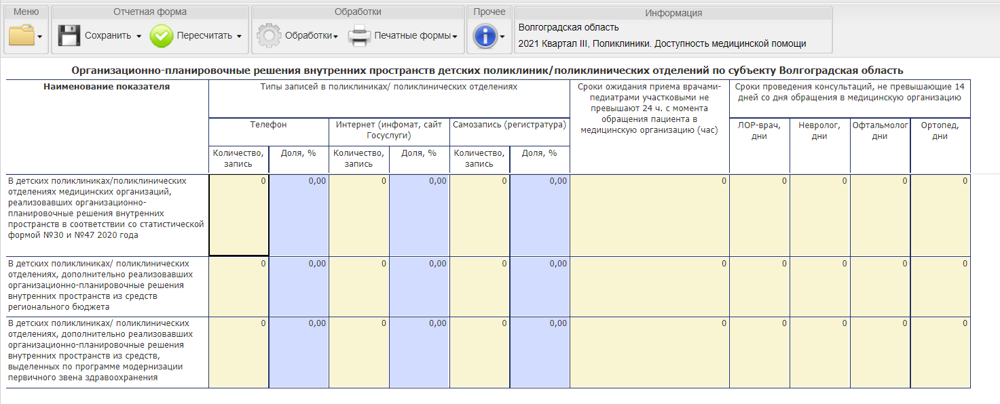 Меню
Отчетная форма
Обработки
Прочее
Информация
Сохранить
Пересчитать
Обработки
Печатные формы
Волгоградская область
2021 Квартал III, Поликлиники. Доступность медицинской помощи
Организационно-планировочные решения внутренних пространств детских поликлиник/поликлинических отделений по субъекту Волгоградская область
Наименование показателя
Типы записей в поликлиниках/ поликлинических отделениях
Сроки ожидания приема врачами-
педиатрами участковыми не
превышают 24 ч. с момента
обращения пациента в
медицинскую организацию (час)
Сроки проведения консультаций, не превышающие 14
дней со дня обращения в медицинскую организацию
Телефон
Интернет (инфомат, сайт
Госуслуги)
Самозапись (регистратура)
ЛОР-врач,
дни
Невролог,
дни
Офтальмолог
дни
Ортопед,
дни
Количество,
запись
Доля, %
Количество,
запись
Доля, %
Количество,
запись
Доля, %
В детских поликлиниках/поликлинических
отделениях медицинских организаций,
реализовавших организационно-
планировочные решения внутренних
пространств в соответствии со статистической
формой №30 и №47 2020 года
0 0,00 0 0,00 0 0,00 0 0 0 0 0
В детских поликлиниках/ поликлинических
отделениях, дополнительно реализовавших
организационно-планировочные решения
внутренних пространств из средств
регионального бюджета
0 0,00 0 0,00 0 0,00 0 0 0 0 0
В детских поликлиниках/ поликлинических
отделениях, дополнительно реализовавших
организационно-планировочные решения
внутренних пространств из средств,
выделенных по программе модернизации
первичного звена здравоохранения
0 0,00 0 0,00 0 0,00 0 0 0 0 0